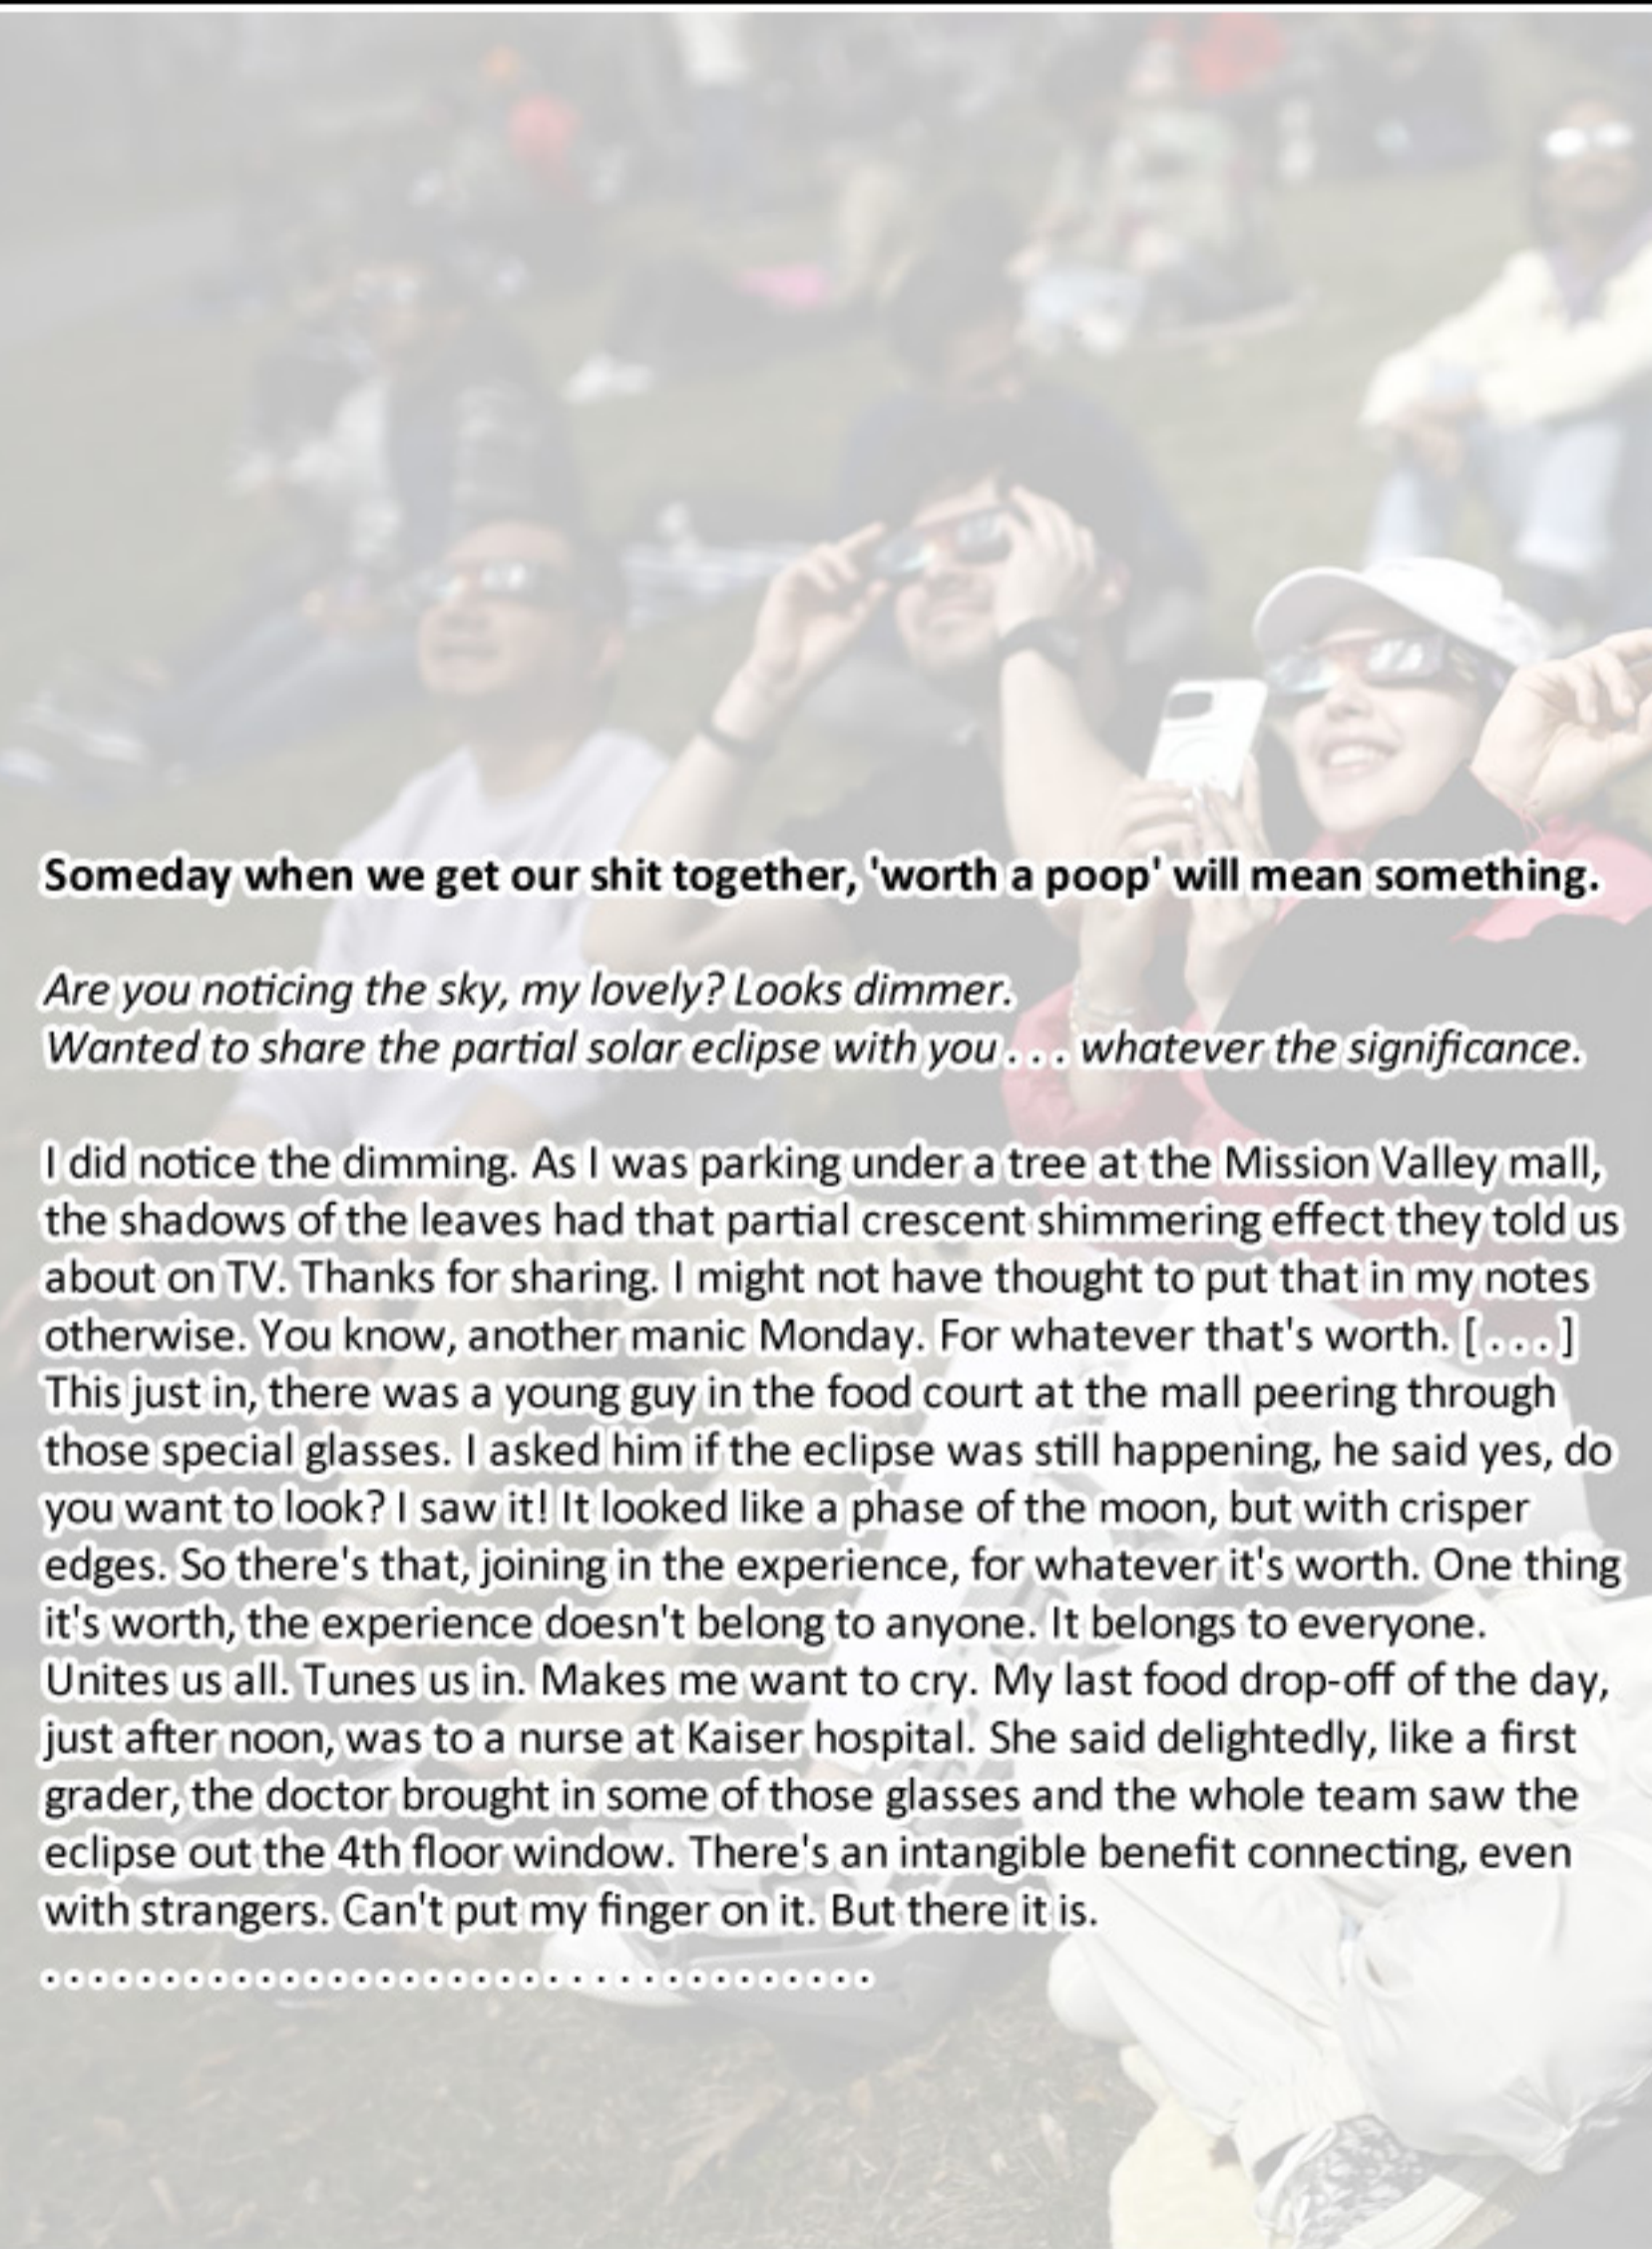 Someday when we get our shit together, 'worth a poop' will mean something.
Are you noticing the sky, my lovely? Looks dimmer.
Wanted to share the partial solar eclipse with you . . . whatever the significance.
I did notice the dimming. As I was parking under a tree at the Mission Valley mall,
the shadows of the leaves had that partial crescent shimmering effect they told us
about on TV. Thanks for sharing. I might not have thought to put that in my notes
otherwise. You know, another manic Monday. For whatever that's worth. [ . . . ]
This just in, there was a young guy in the food court at the mall peering through
those special glasses. I asked him if the eclipse was still happening, he said yes, do
you want to look? I saw it! It looked like a phase of the moon, but with crisper
edges. So there's that, joining in the experience, for whatever it's worth. One thing
it's worth, the experience doesn't belong to anyone. It belongs to everyone.
Unites us all. Tunes us in. Makes me want to cry. My last food drop-off of the day,
just after noon, was to a nurse at Kaiser hospital. She said delightedly, like a first
grader, the doctor brought in some of those glasses and the whole team saw the
eclipse out the 4th floor window. There's an intangible benefit connecting, even
with strangers. Can't put my finger on it. But there it is.
. . . . . . . . . . . . . . . . . . . . . . . . . . . . . . . . . . . .